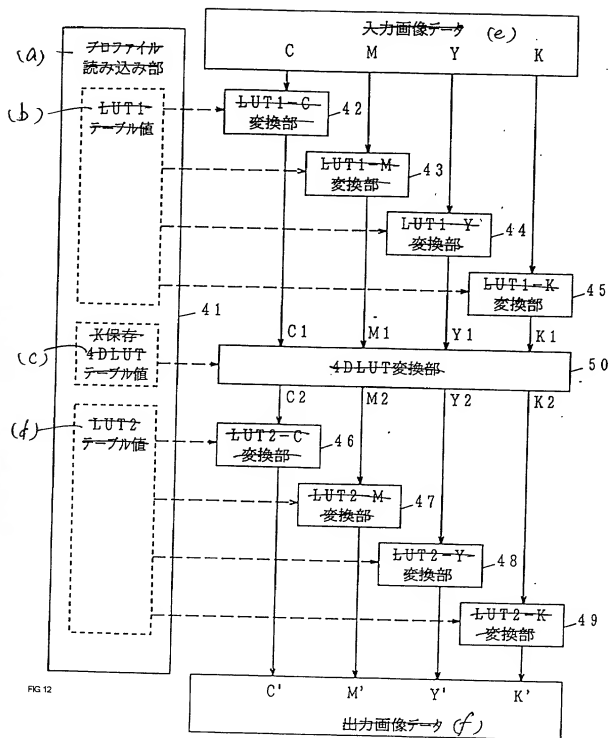 (a) プロファイル
読み込み部
入力画像データ (e)
C M Y K
(b) LUT1
テーブル値
LUT1-C
変換部
42
LUT1-M
変換部
43
LUT1-Y
変換部
44
LUT1-K
変換部
45
41
C1 M1 Y1 K1
(c) K保存
4DLUT
テーブル値
4DLUT変換部
50
C2 M2 Y2 K2
(d) LUT2
テーブル値
LUT2-C
変換部
46
LUT2-M
変換部
47
LUT2-Y
変換部
48
LUT2-K
変換部
49
C' M' Y' K'
出力画像データ (f)
FIG 12